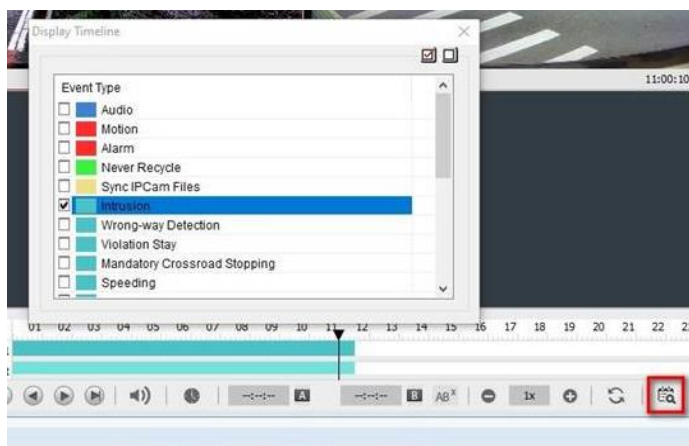 Display Timeline
11:00:10
Event Type
Audio
Motion
Alarm
Never Recycle
Sync IPCam Files
Intrusion
Wrong-way Detection
Violation Stay
Mandatory Crossroad Stopping
Speeding
01 02 03 04 05 06 07 08 09 10 11 12 13 14 15 16 17 18 19 20 21 22
--:--:-- A --:--:-- B ABˣ 1x